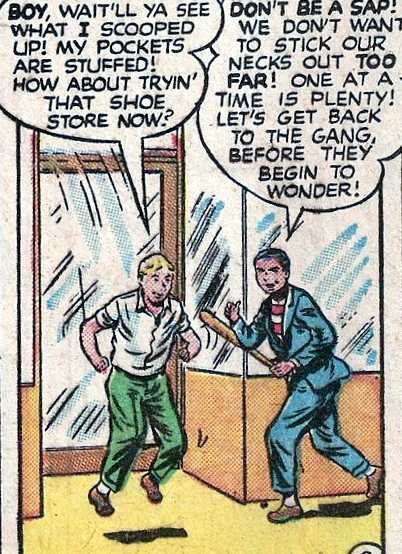 BOY, WAIT'LL YA SEE
WHAT I SCOOPED
UP! MY POCKETS
ARE STUFFED!
HOW ABOUT TRYIN'
THAT SHOE
STORE NOW?
DON'T BE A SAP!
WE DON'T WANT
TO STICK OUR
NECKS OUT TOO
FAR! ONE AT A
TIME IS PLENTY!
LET'S GET BACK
TO THE GANG,
BEFORE THEY
BEGIN TO
WONDER!